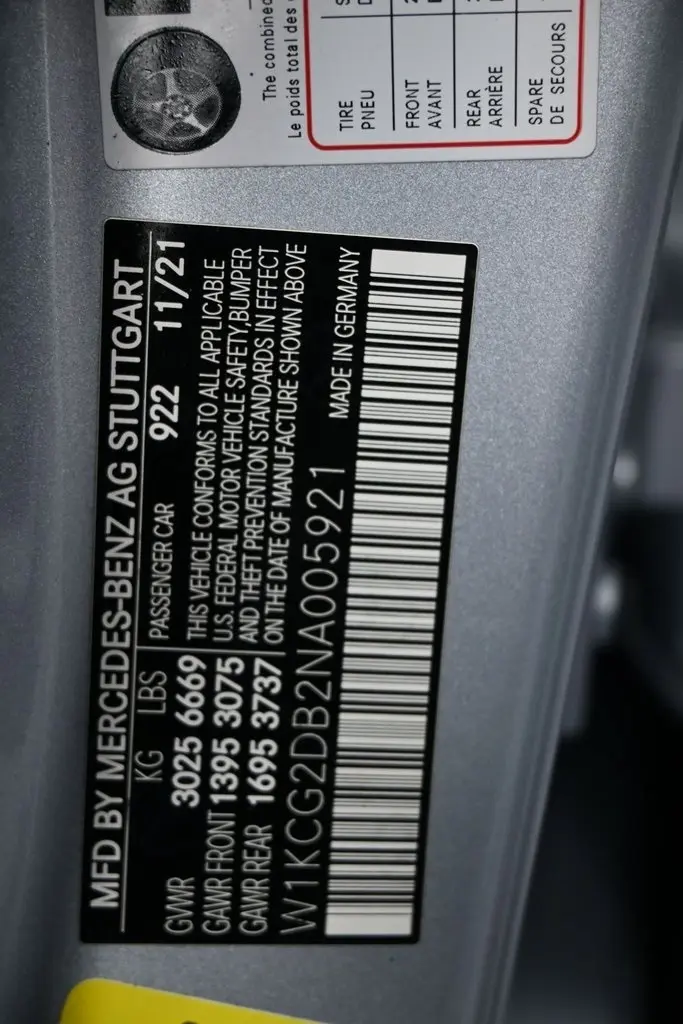 The combined
Le poids total des
TIRE
PNEU
FRONT
AVANT
REAR
ARRIÈRE
SPARE
DE SECOURS
MFD BY MERCEDES-BENZ AG STUTTGART
KG LBS PASSENGER CAR 922 11/21
GVWR 3025 6669
GAWR FRONT 1395 3075
GAWR REAR 1695 3737
THIS VEHICLE CONFORMS TO ALL APPLICABLE
U.S. FEDERAL MOTOR VEHICLE SAFETY, BUMPER
AND THEFT PREVENTION STANDARDS IN EFFECT
ON THE DATE OF MANUFACTURE SHOWN ABOVE
W1KCG2DB2NA005921 MADE IN GERMANY